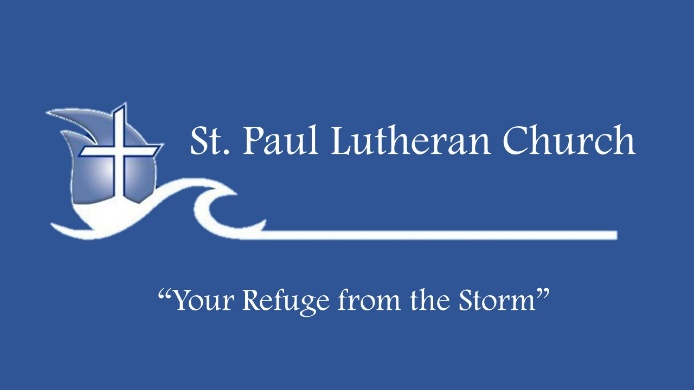 St. Paul Lutheran Church
“Your Refuge from the Storm”